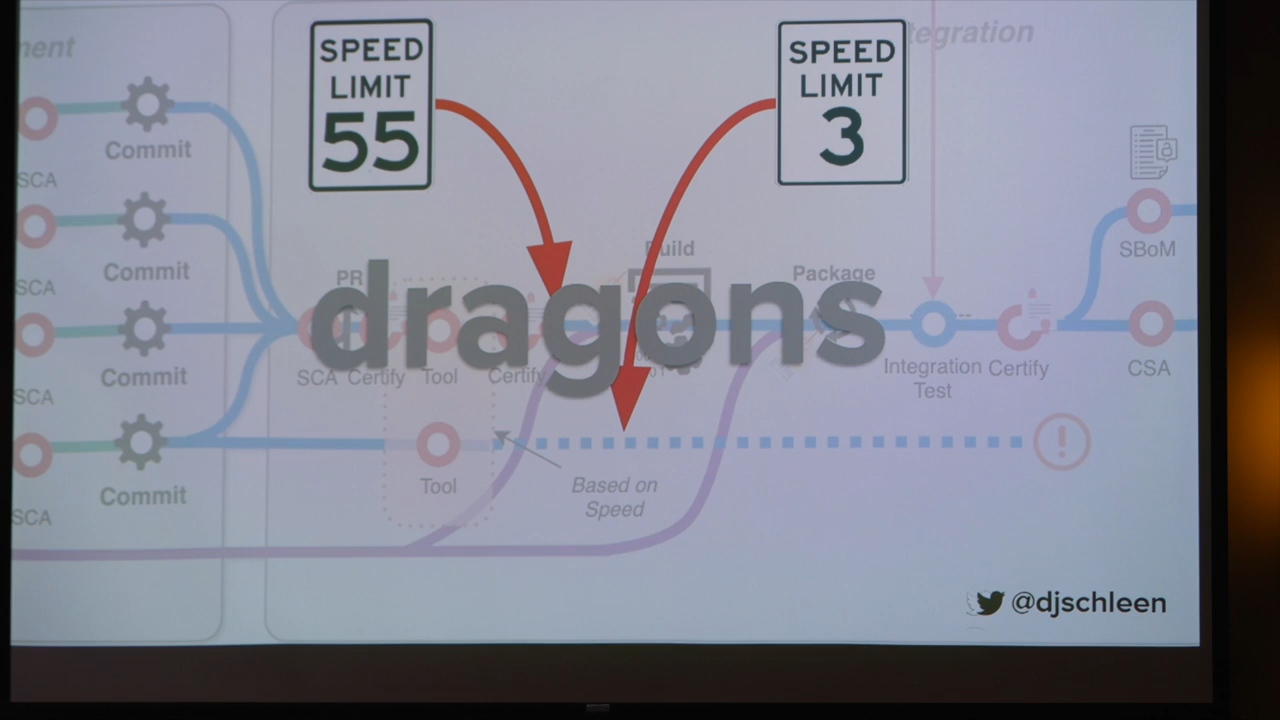 ment
tegration
SPEED
LIMIT
55
SPEED
LIMIT
3
Commit
SCA
Commit
SCA
Commit
SCA
Commit
SCA
PR
Build
Package
dragons
SCA
Certify
Tool
Certify
Integration
Test
Certify
SBoM
CSA
Tool
Based on
Speed
@djschleen